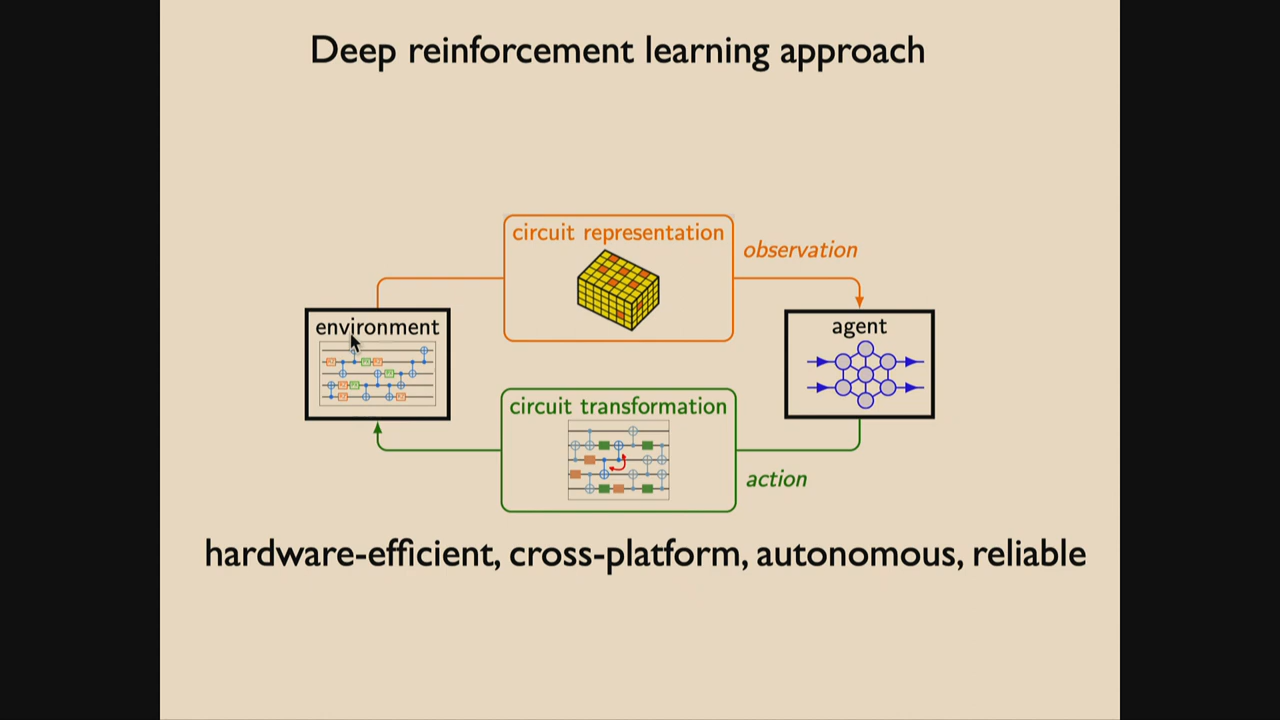 Deep reinforcement learning approach
circuit representation
observation
environment
agent
circuit transformation
action
hardware-efficient, cross-platform, autonomous, reliable